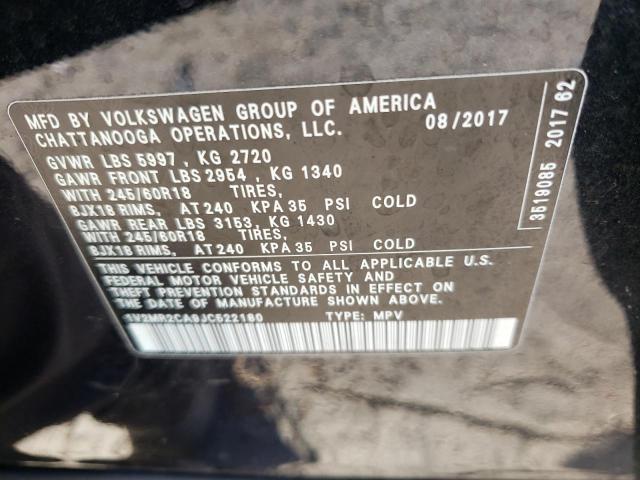 MFD BY VOLKSWAGEN GROUP OF AMERICA
CHATTANOOGA OPERATIONS, LLC.
08/2017
GVWR LBS 5997 , KG 2720
GAWR FRONT LBS 2954 , KG 1340
WITH 245/60R18 TIRES,
8JX18 RIMS, AT 240 KPA 35 PSI COLD
GAWR REAR LBS 3153, KG 1430
WITH 245/60R18 TIRES,
8JX18 RIMS, AT 240 KPA 35 PSI COLD
THIS VEHICLE CONFORMS TO ALL APPLICABLE U.S.
FEDERAL MOTOR VEHICLE SAFETY AND
THEFT PREVENTION STANDARDS IN EFFECT ON
THE DATE OF MANUFACTURE SHOWN ABOVE.
1V2MR2CA9JC522180 TYPE: MPV
3519085 2017 62